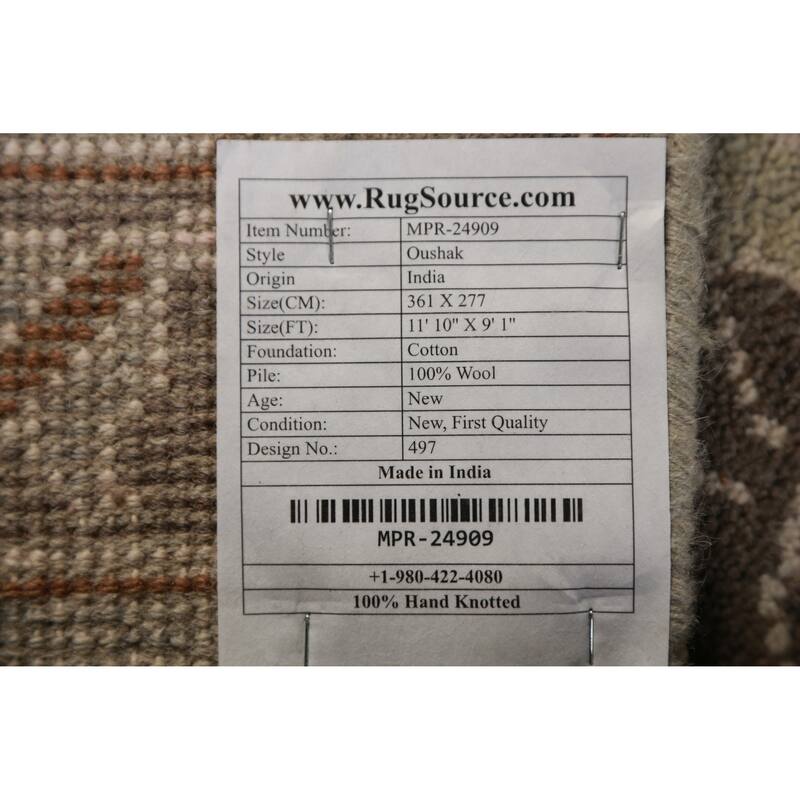 www.RugSource.com
Item Number: MPR-24909
Style Oushak
Origin India
Size(CM): 361 X 277
Size(FT): 11' 10" X 9' 1"
Foundation: Cotton
Pile: 100% Wool
Age: New
Condition: New, First Quality
Design No.: 497
Made in India
MPR-24909
+1-980-422-4080
100% Hand Knotted